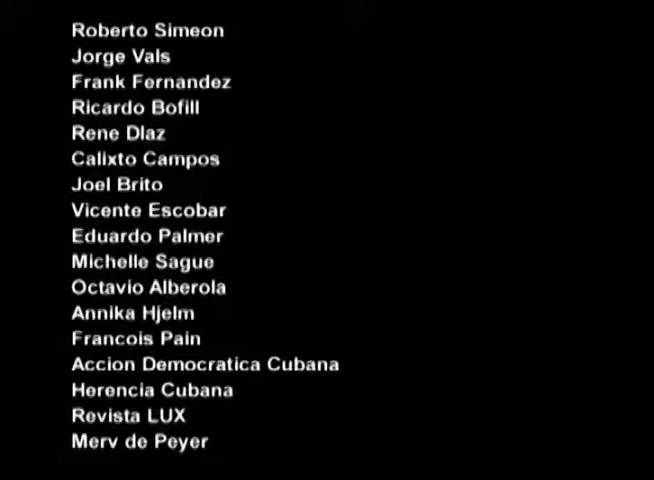 Roberto Simeon
Jorge Vals
Frank Fernandez
Ricardo Bofill
Rene DIaz
Calixto Campos
Joel Brito
Vicente Escobar
Eduardo Palmer
Michelle Sague
Octavio Alberola
Annika Hjelm
Francois Pain
Accion Democratica Cubana
Herencia Cubana
Revista LUX
Merv de Peyer